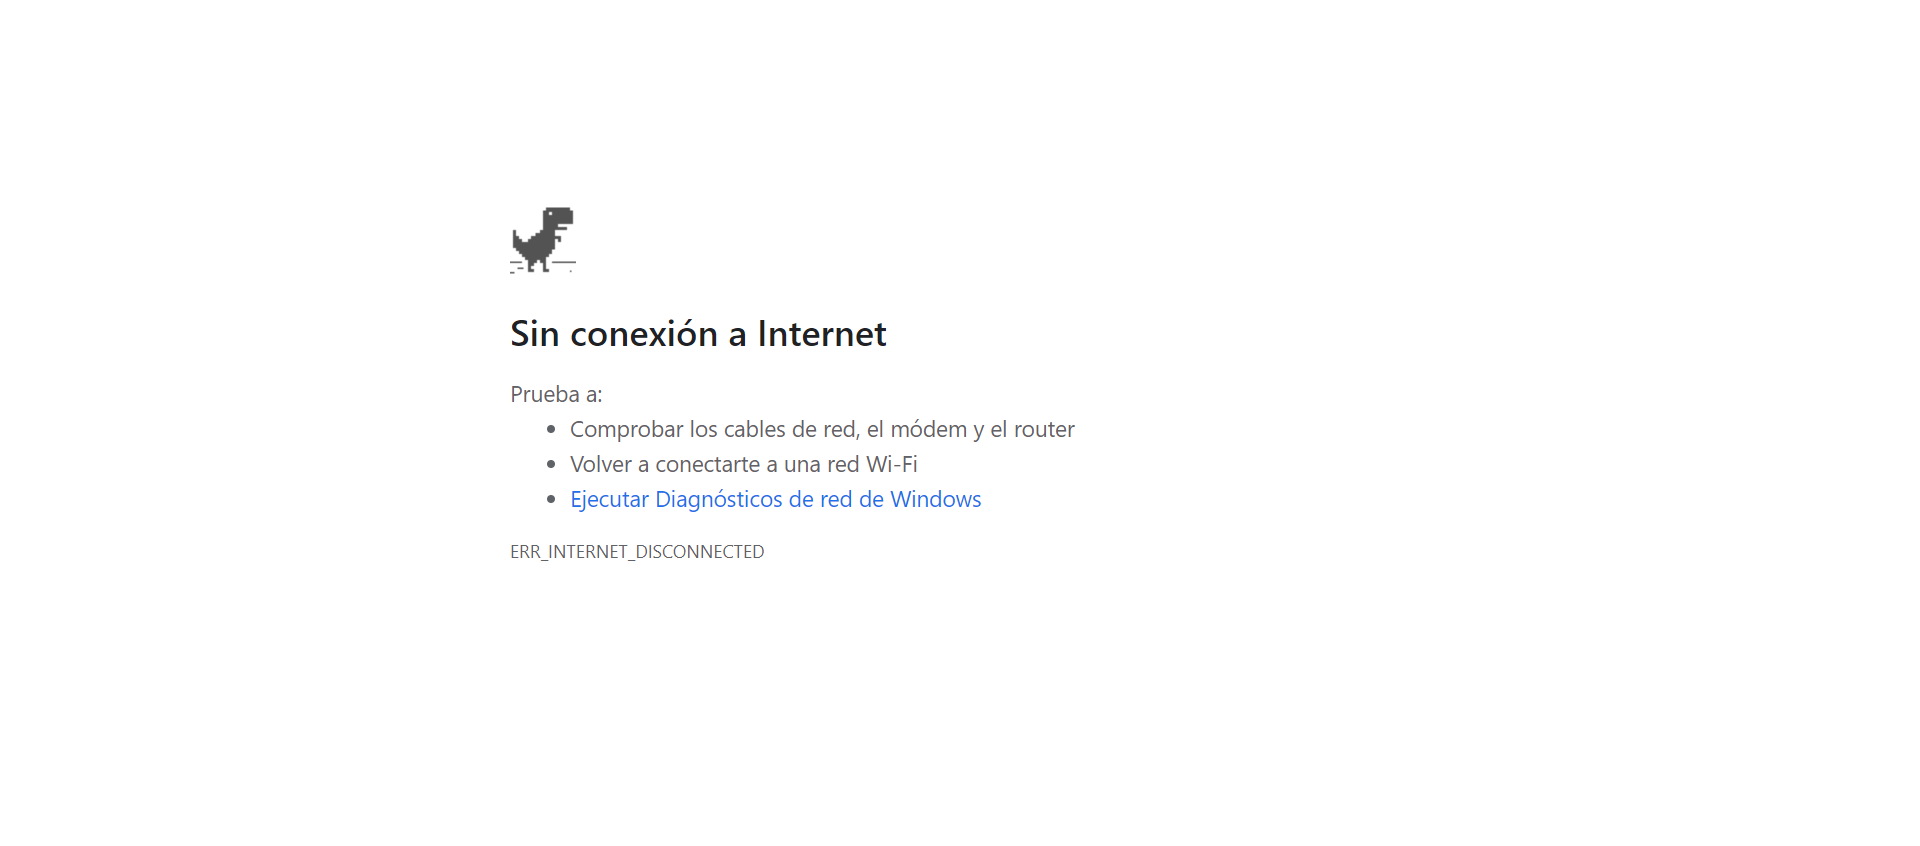 Sin conexión a Internet
Prueba a:
Comprobar los cables de red, el módem y el router
Volver a conectarte a una red Wi-Fi
Ejecutar Diagnósticos de red de Windows
ERR_INTERNET_DISCONNECTED